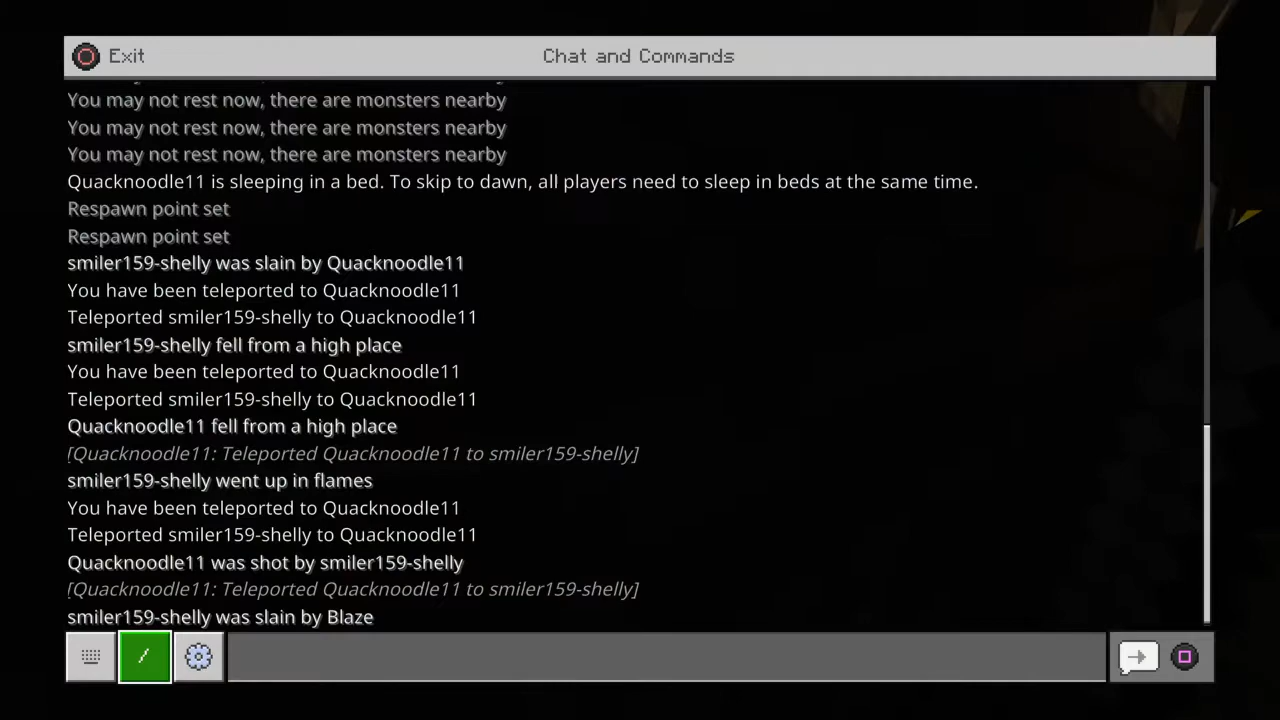 Exit
Chat and Commands
You may not rest now, there are monsters nearby
You may not rest now, there are monsters nearby
You may not rest now, there are monsters nearby
Quacknoodle11 is sleeping in a bed. To skip to dawn, all players need to sleep in beds at the same time.
Respawn point set
Respawn point set
smiler159-shelly was slain by Quacknoodle11
You have been teleported to Quacknoodle11
Teleported smiler159-shelly to Quacknoodle11
smiler159-shelly fell from a high place
You have been teleported to Quacknoodle11
Teleported smiler159-shelly to Quacknoodle11
Quacknoodle11 fell from a high place
[Quacknoodle11: Teleported Quacknoodle11 to smiler159-shelly]
smiler159-shelly went up in flames
You have been teleported to Quacknoodle11
Teleported smiler159-shelly to Quacknoodle11
Quacknoodle11 was shot by smiler159-shelly
[Quacknoodle11: Teleported Quacknoodle11 to smiler159-shelly]
smiler159-shelly was slain by Blaze
/